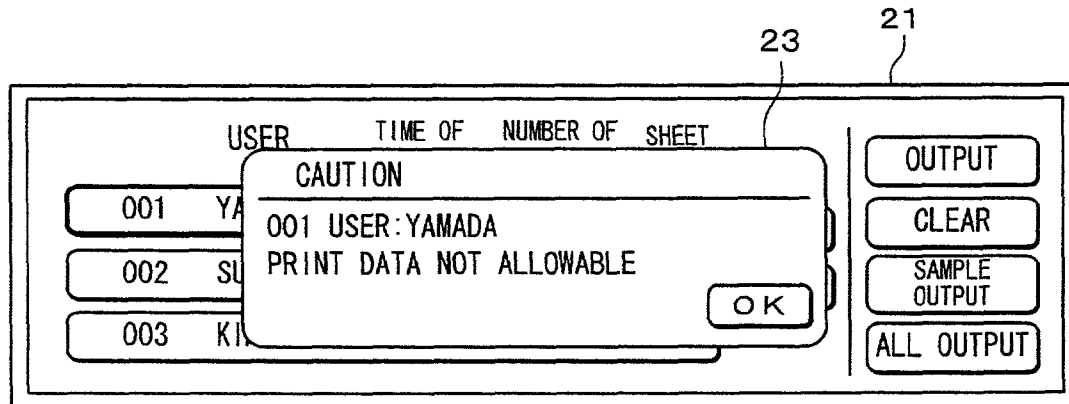 21
23
USER TIME OF NUMBER OF SHEET
CAUTION
001 USER:YAMADA
PRINT DATA NOT ALLOWABLE
OK
001 YA
002 SU
003 KI
OUTPUT
CLEAR
SAMPLE
OUTPUT
ALL OUTPUT